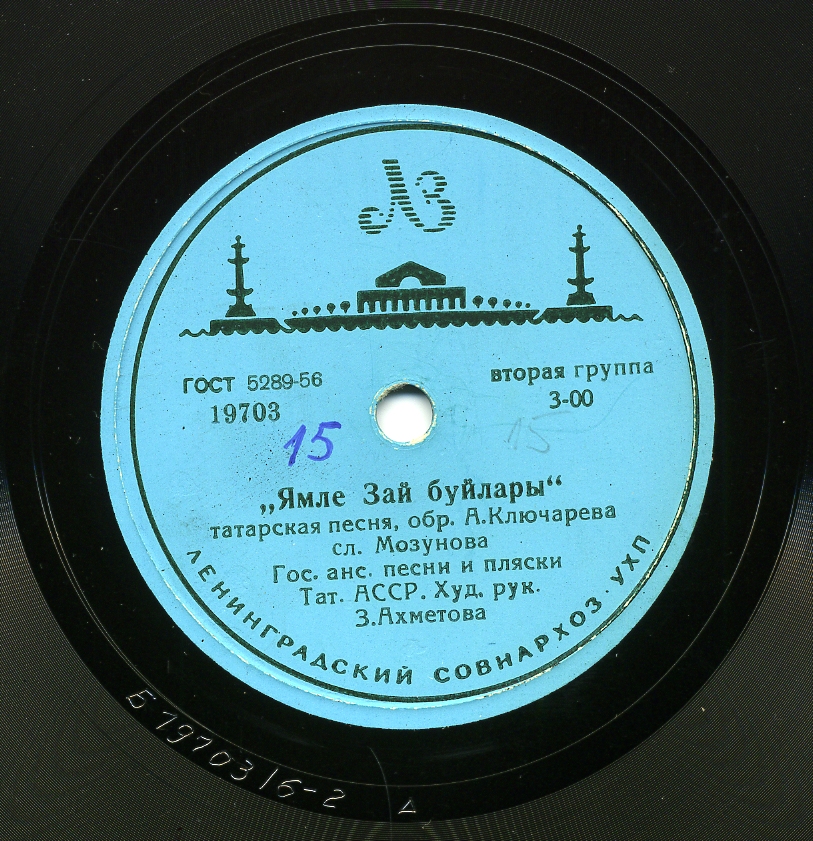 ЛЗ
ГОСТ 5289-56
19703
вторая группа
3-00
15
15
„Ямле Зай буйлары“
татарская песня, обр. А.Ключарева
сл. Мозунова
Гос. анс. песни и пляски
Тат. АССР. Худ. рук.
З.Ахметова
ЛЕНИНГРАДСКИЙ СОВНАРХОЗ · УХП
Б19703/6-2 Δ